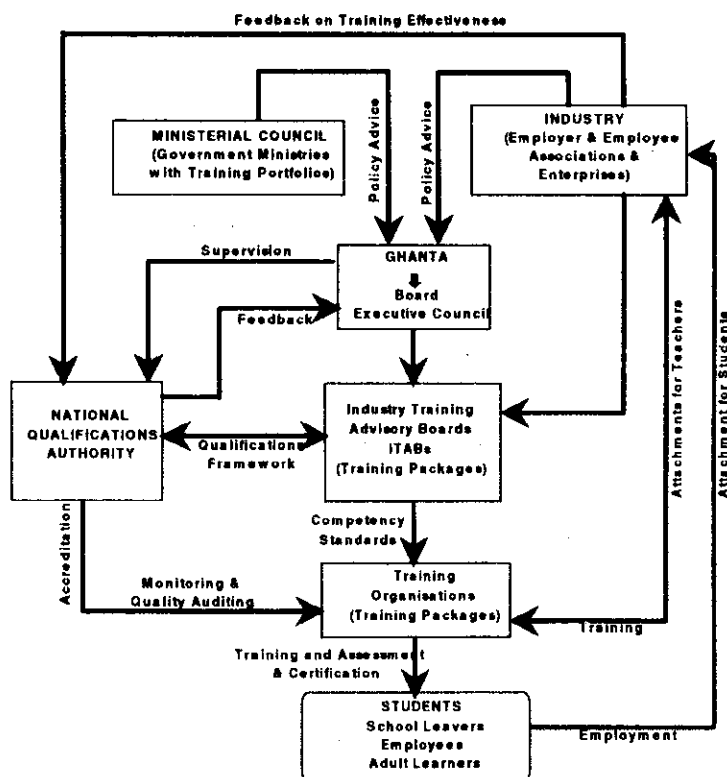 Feedback on Training Effectiveness
MINISTERIAL COUNCIL
(Government Ministries
with Training Portfolios)
Policy Advice
Policy Advice
INDUSTRY
(Employer & Employee
Associations &
Enterprises)
Supervision
GHANTA
Board
Executive Council
Feedback
NATIONAL
QUALIFICATIONS
AUTHORITY
Qualifications
Framework
Industry Training
Advisory Boards
ITABs
(Training Packages)
Attachments for Teachers
Attachment for Students
Competency
Standards
Accreditation
Monitoring &
Quality Auditing
Training
Organisations
(Training Packages)
Training
Training and Assessment
& Certification
STUDENTS
School Leavers
Employees
Adult Learners
Employment